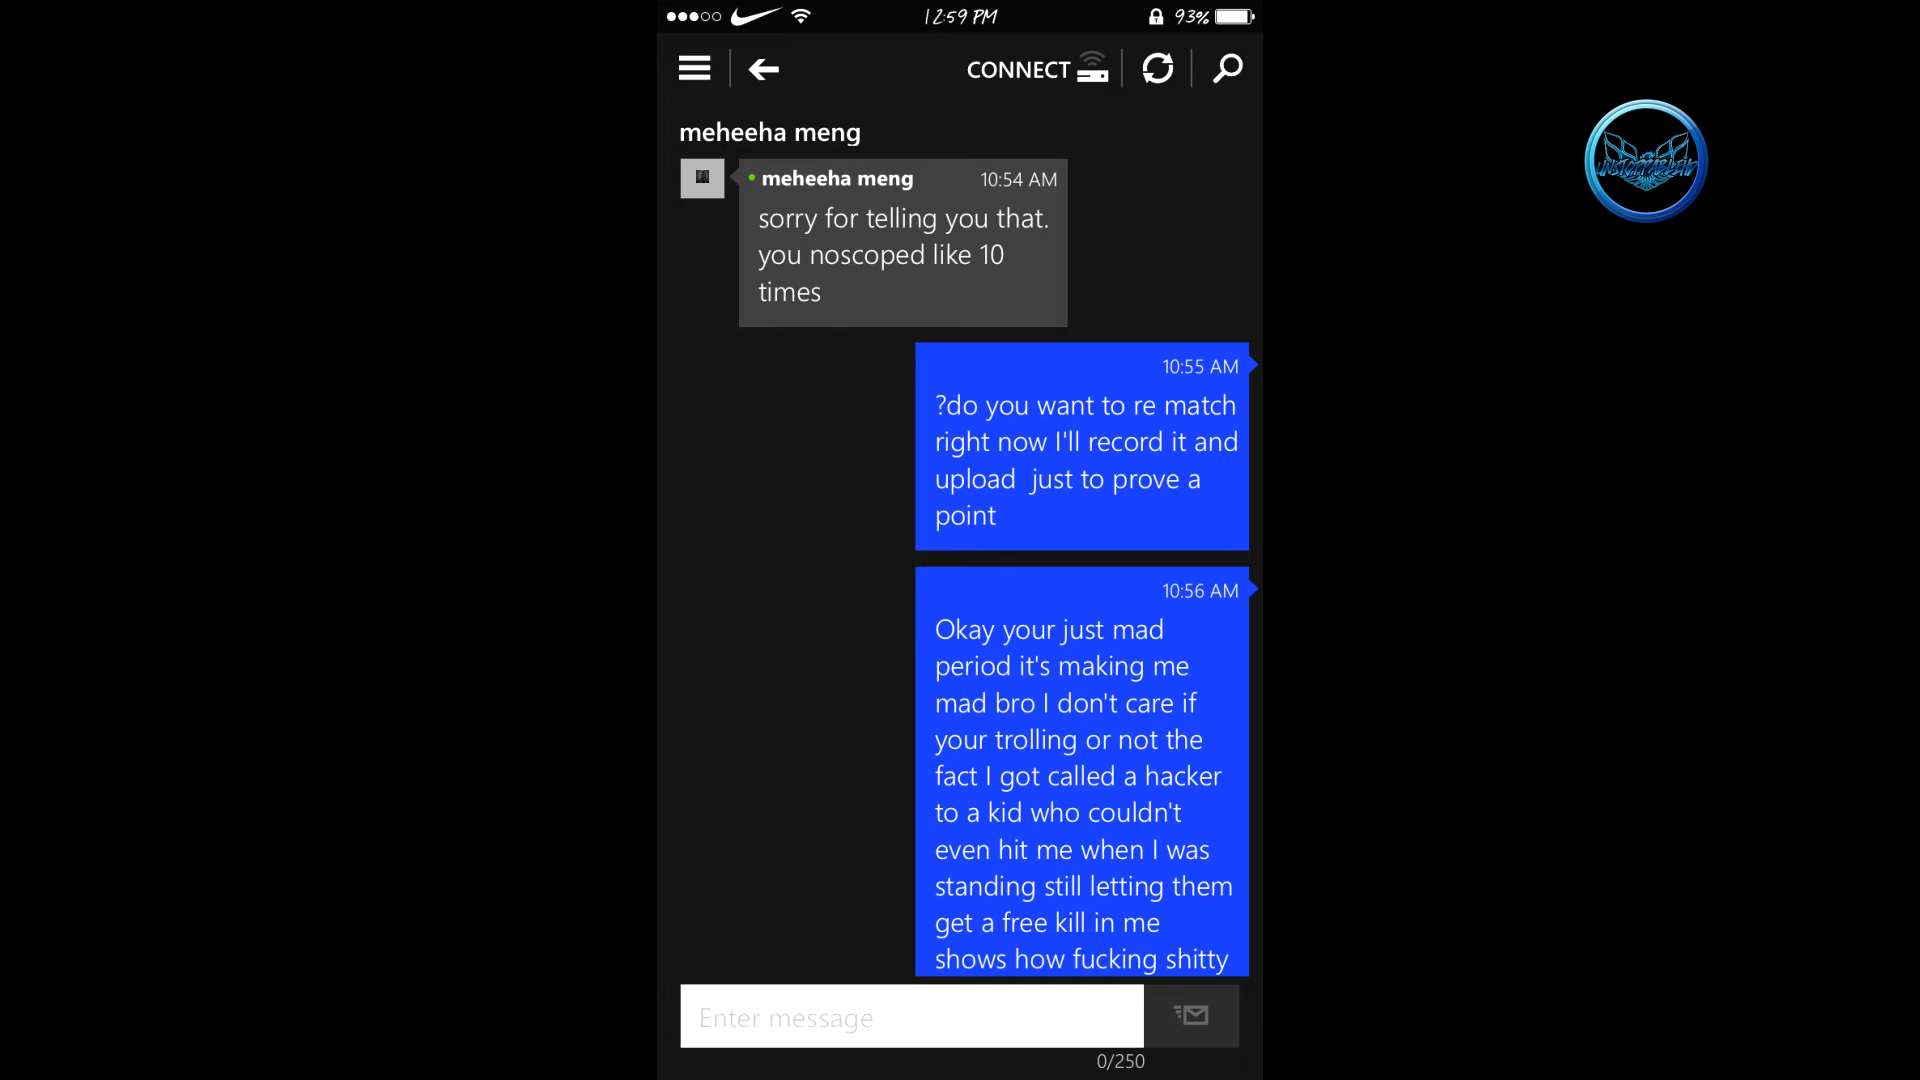 12:59 PM
93%
CONNECT
meheeha meng
meheeha meng 10:54 AM
sorry for telling you that.
you noscoped like 10
times
10:55 AM
?do you want to re match
right now I'll record it and
upload  just to prove a
point
10:56 AM
Okay your just mad
period it's making me
mad bro I don't care if
your trolling or not the
fact I got called a hacker
to a kid who couldn't
even hit me when I was
standing still letting them
get a free kill in me
shows how fucking shitty
Enter message
0/250